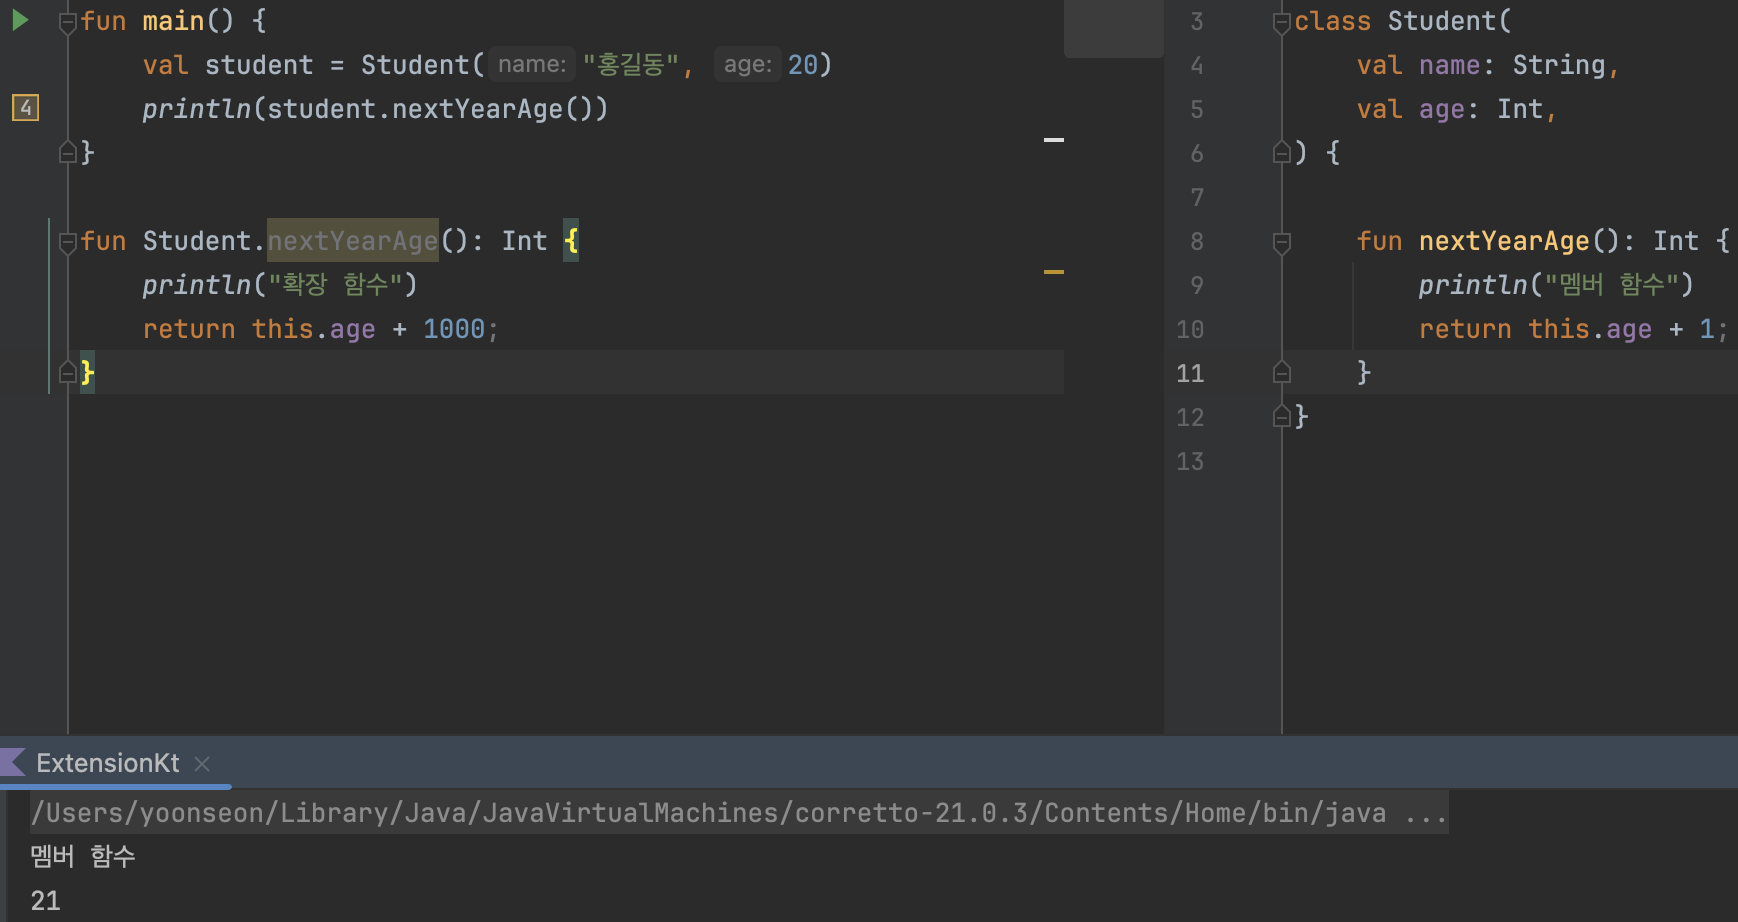 fun main() {
val student = Student( name: "홍길동", age: 20)
4
println(student.nextYearAge())
}
fun Student.nextYearAge(): Int {
println("확장 함수")
return this.age + 1000;
}
3 class Student(
4 val name: String,
5 val age: Int,
6 ) {
7
8 fun nextYearAge(): Int {
9 println("멤버 함수")
10 return this.age + 1;
11 }
12 }
13
ExtensionKt
/Users/yoonseon/Library/Java/JavaVirtualMachines/corretto-21.0.3/Contents/Home/bin/java ...
멤버 함수
21